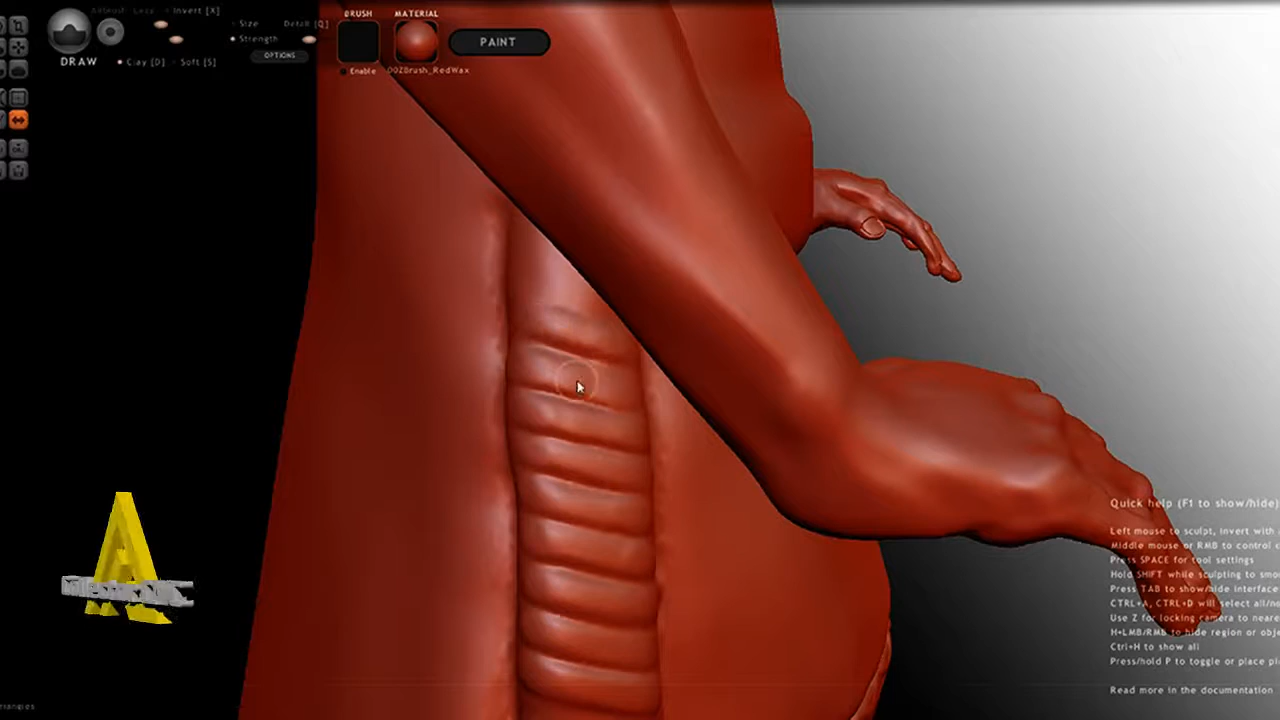 Invert [X]
Size
Detail [Q]
Strength
DRAW
Clay [D]
Soft [S]
OPTIONS
BRUSH
MATERIAL
PAINT
Enable
00ZBrush_RedWax
Quick help (F1 to show/hide)
Left mouse to sculpt, invert with
Middle mouse or RMB to control
Press SPACE for tool settings
Hold SHIFT while sculpting to smo
Press TAB to show/hide interface
CTRL+A, CTRL+D will select all/no
Use Z for locking camera to neare
H+LMB/RMB to hide region or obje
Ctrl+H to show all
Press/hold P to toggle or place pi
Read more in the documentation
A